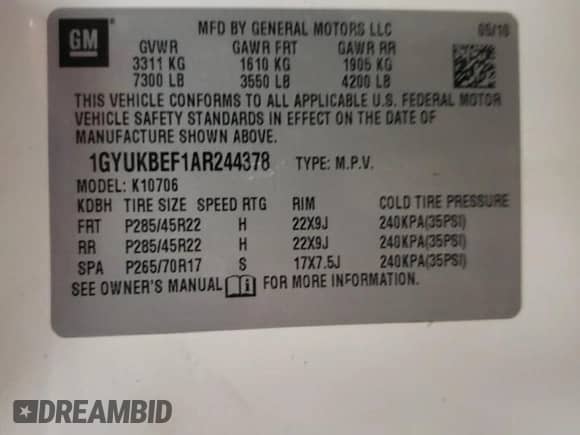 GM
MFD BY GENERAL MOTORS LLC
05/10
GVWR GAWR FRT GAWR RR
3311 KG 1610 KG 1905 KG
7300 LB 3550 LB 4200 LB
THIS VEHICLE CONFORMS TO ALL APPLICABLE U.S. FEDERAL MOTOR
VEHICLE SAFETY STANDARDS IN EFFECT ON THE DATE OF
MANUFACTURE SHOWN ABOVE.
1GYUKBEF1AR244378 TYPE: M.P.V.
MODEL: K10706
KDBH TIRE SIZE SPEED RTG RIM COLD TIRE PRESSURE
FRT P285/45R22 H 22X9J 240KPA(35PSI)
RR P285/45R22 H 22X9J 240KPA(35PSI)
SPA P265/70R17 S 17X7.5J 240KPA(35PSI)
SEE OWNER'S MANUAL FOR MORE INFORMATION.
DREAMBID